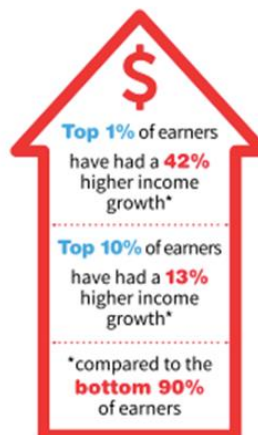 $
Top 1% of earners
have had a 42%
higher income
growth*
Top 10% of earners
have had a 13%
higher income
growth*
*compared to the
bottom 90%
of earners